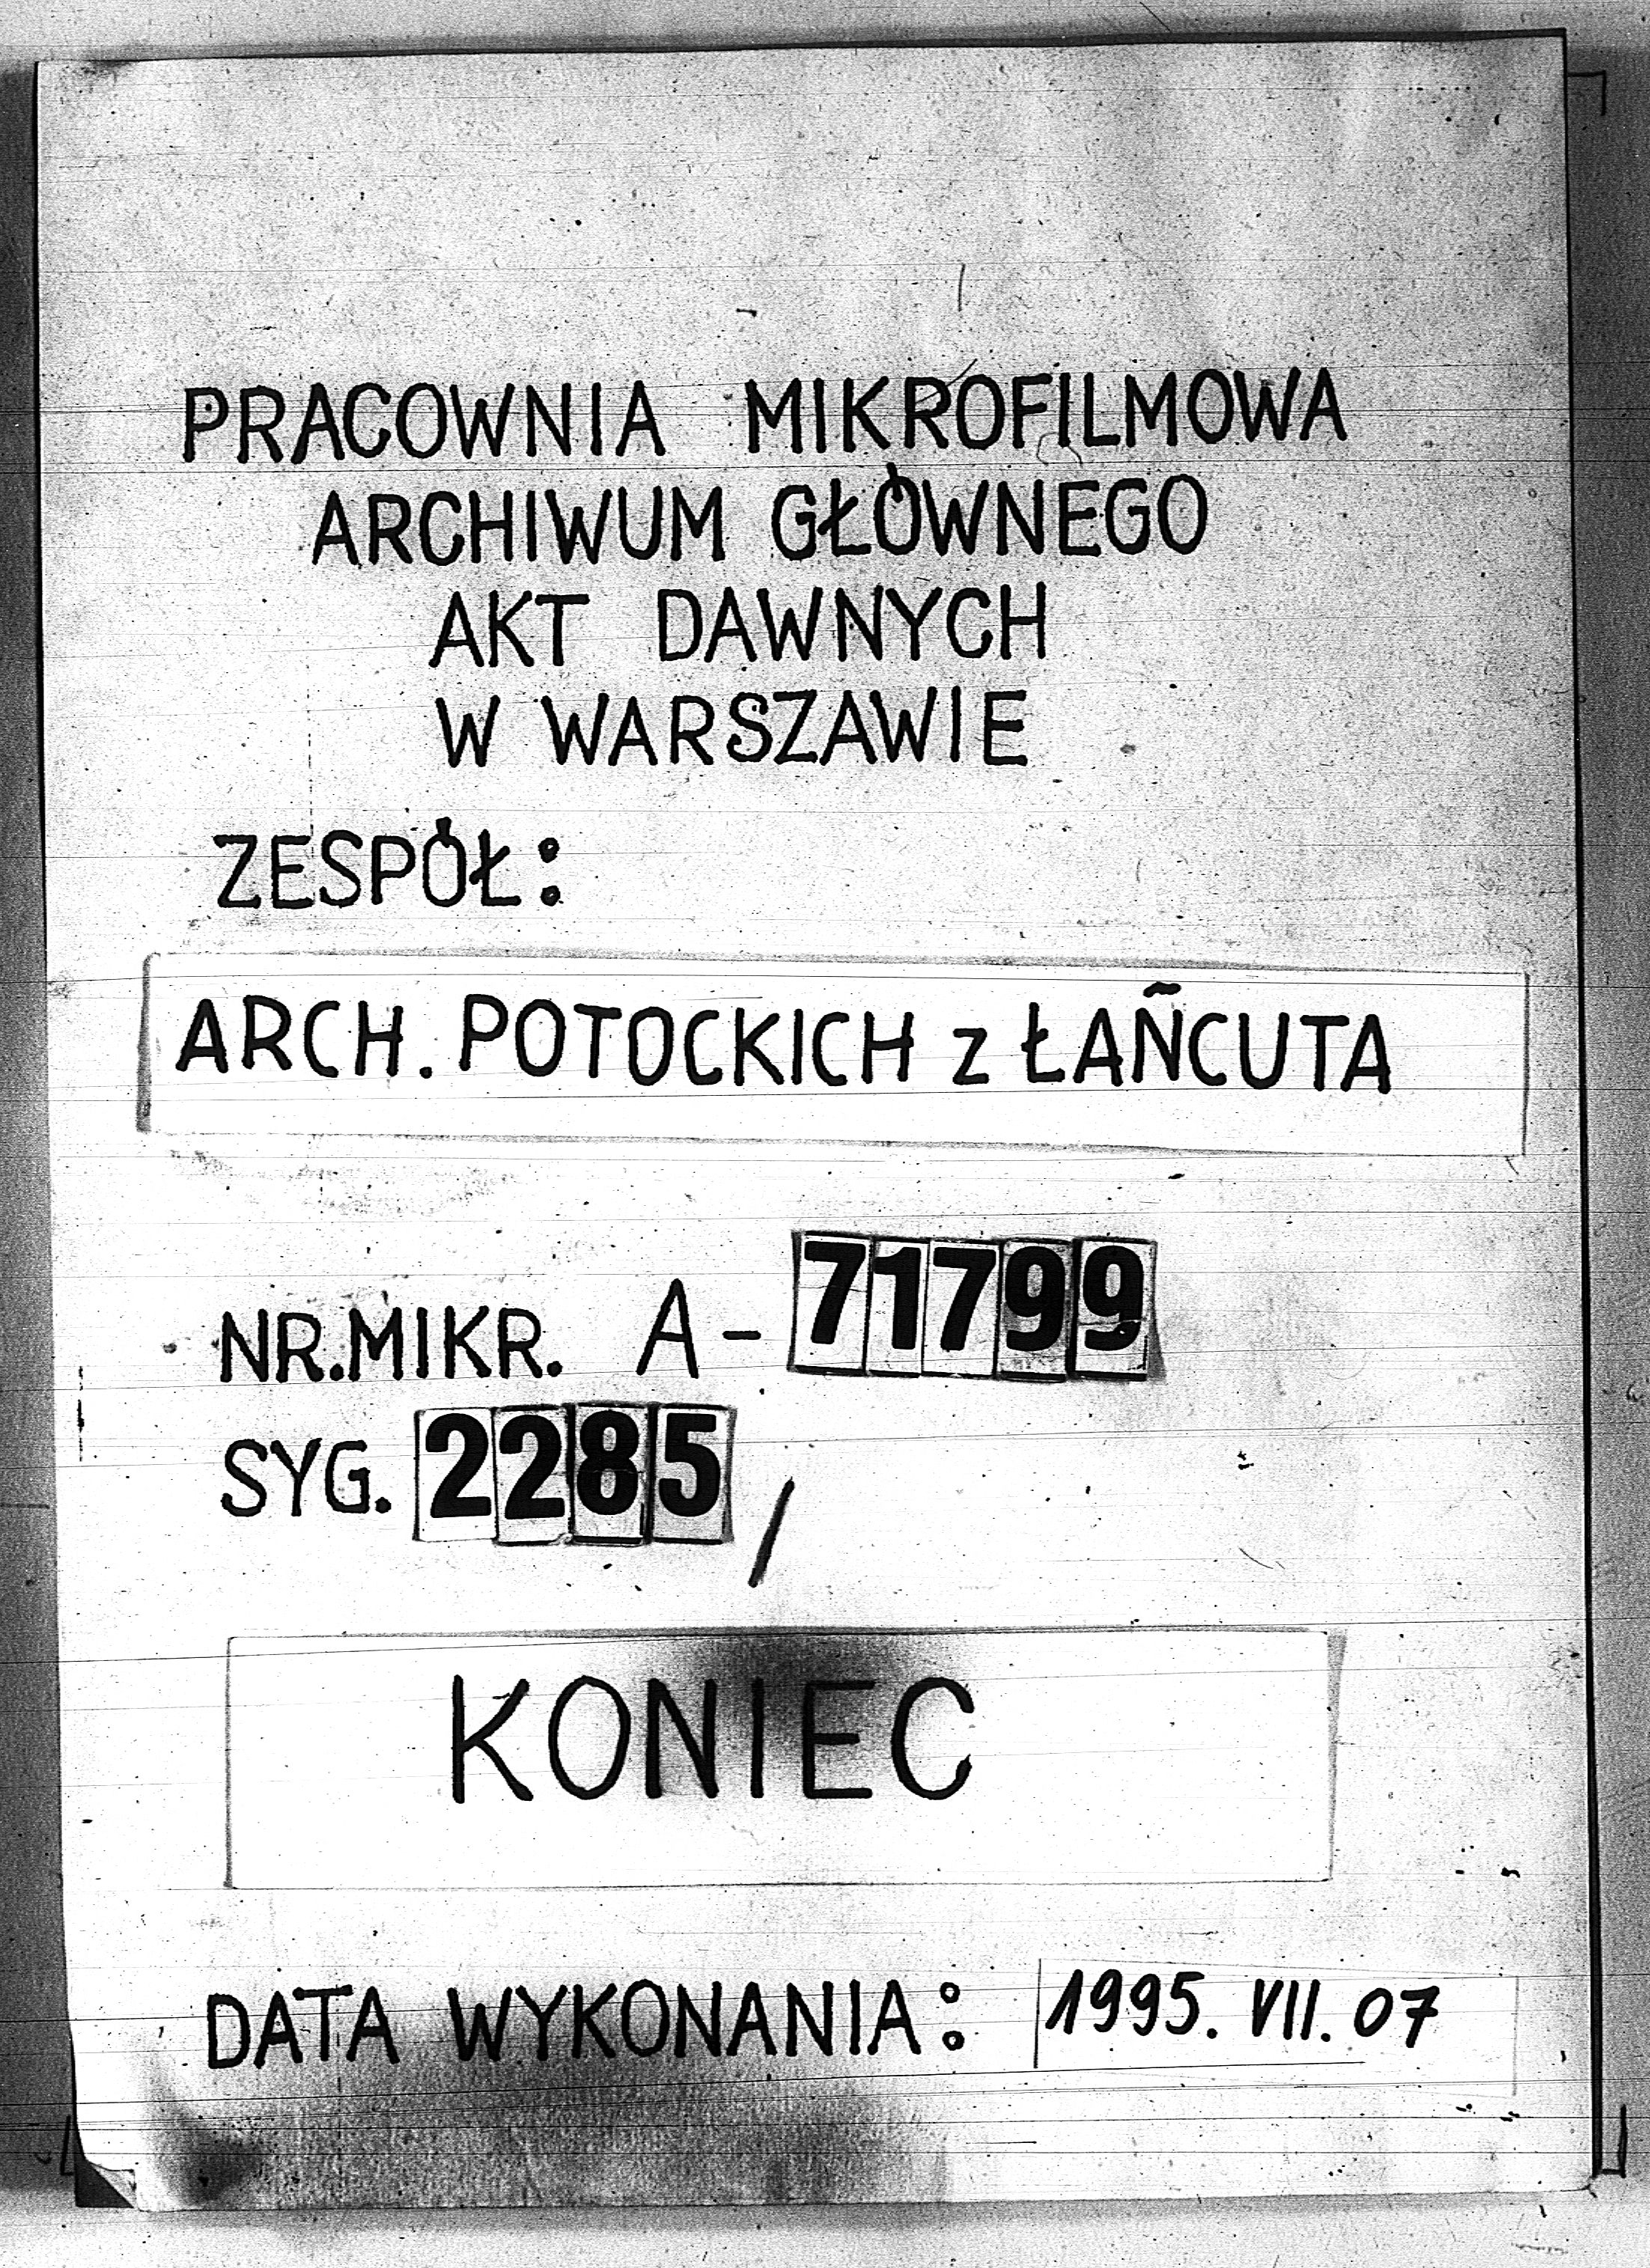 PRACOWNIA MIKROFILMOWA
ARCHIWUM GŁÓWNEGO
AKT DAWNYCH
W WARSZAWIE
ZESPÓŁ:
ARCH. POTOCKICH z ŁAŃCUTA
NR.MIKR. A-71799
SYG. 2285/
KONIEC
DATA WYKONANIA: 1995. VII. 07